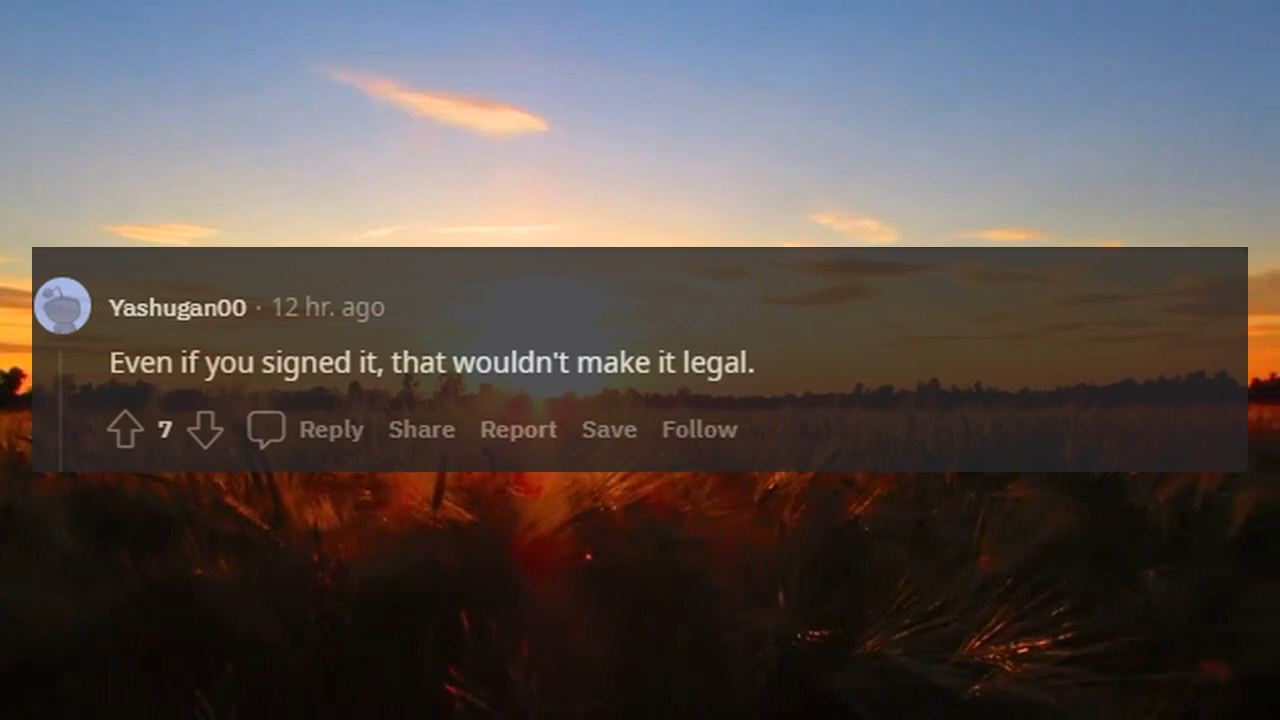 Yashugan00 · 12 hr. ago
Even if you signed it, that wouldn't make it legal.
7 Reply Share Report Save Follow